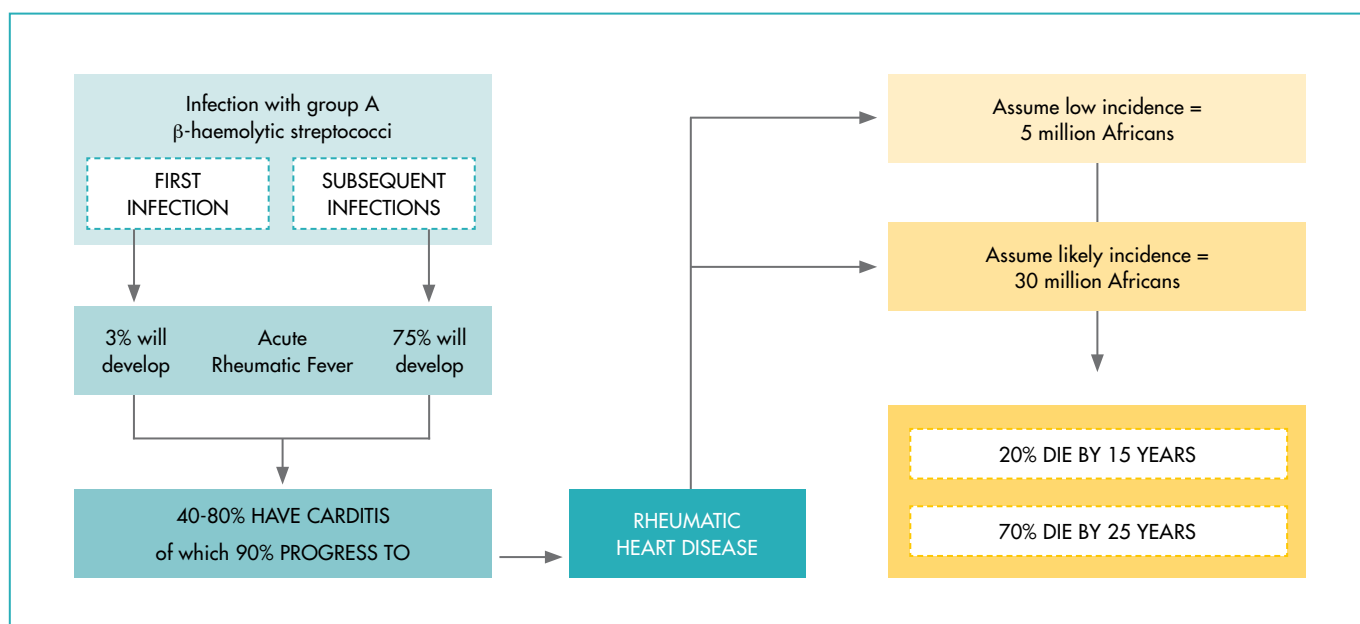 Infection with group A
β-haemolytic streptococci
FIRST
INFECTION
SUBSEQUENT
INFECTIONS
3% will
develop
Acute
Rheumatic Fever
75% will
develop
40-80% HAVE CARDITIS
of which 90% PROGRESS TO
RHEUMATIC
HEART DISEASE
Assume low incidence =
5 million Africans
Assume likely incidence =
30 million Africans
20% DIE BY 15 YEARS
70% DIE BY 25 YEARS